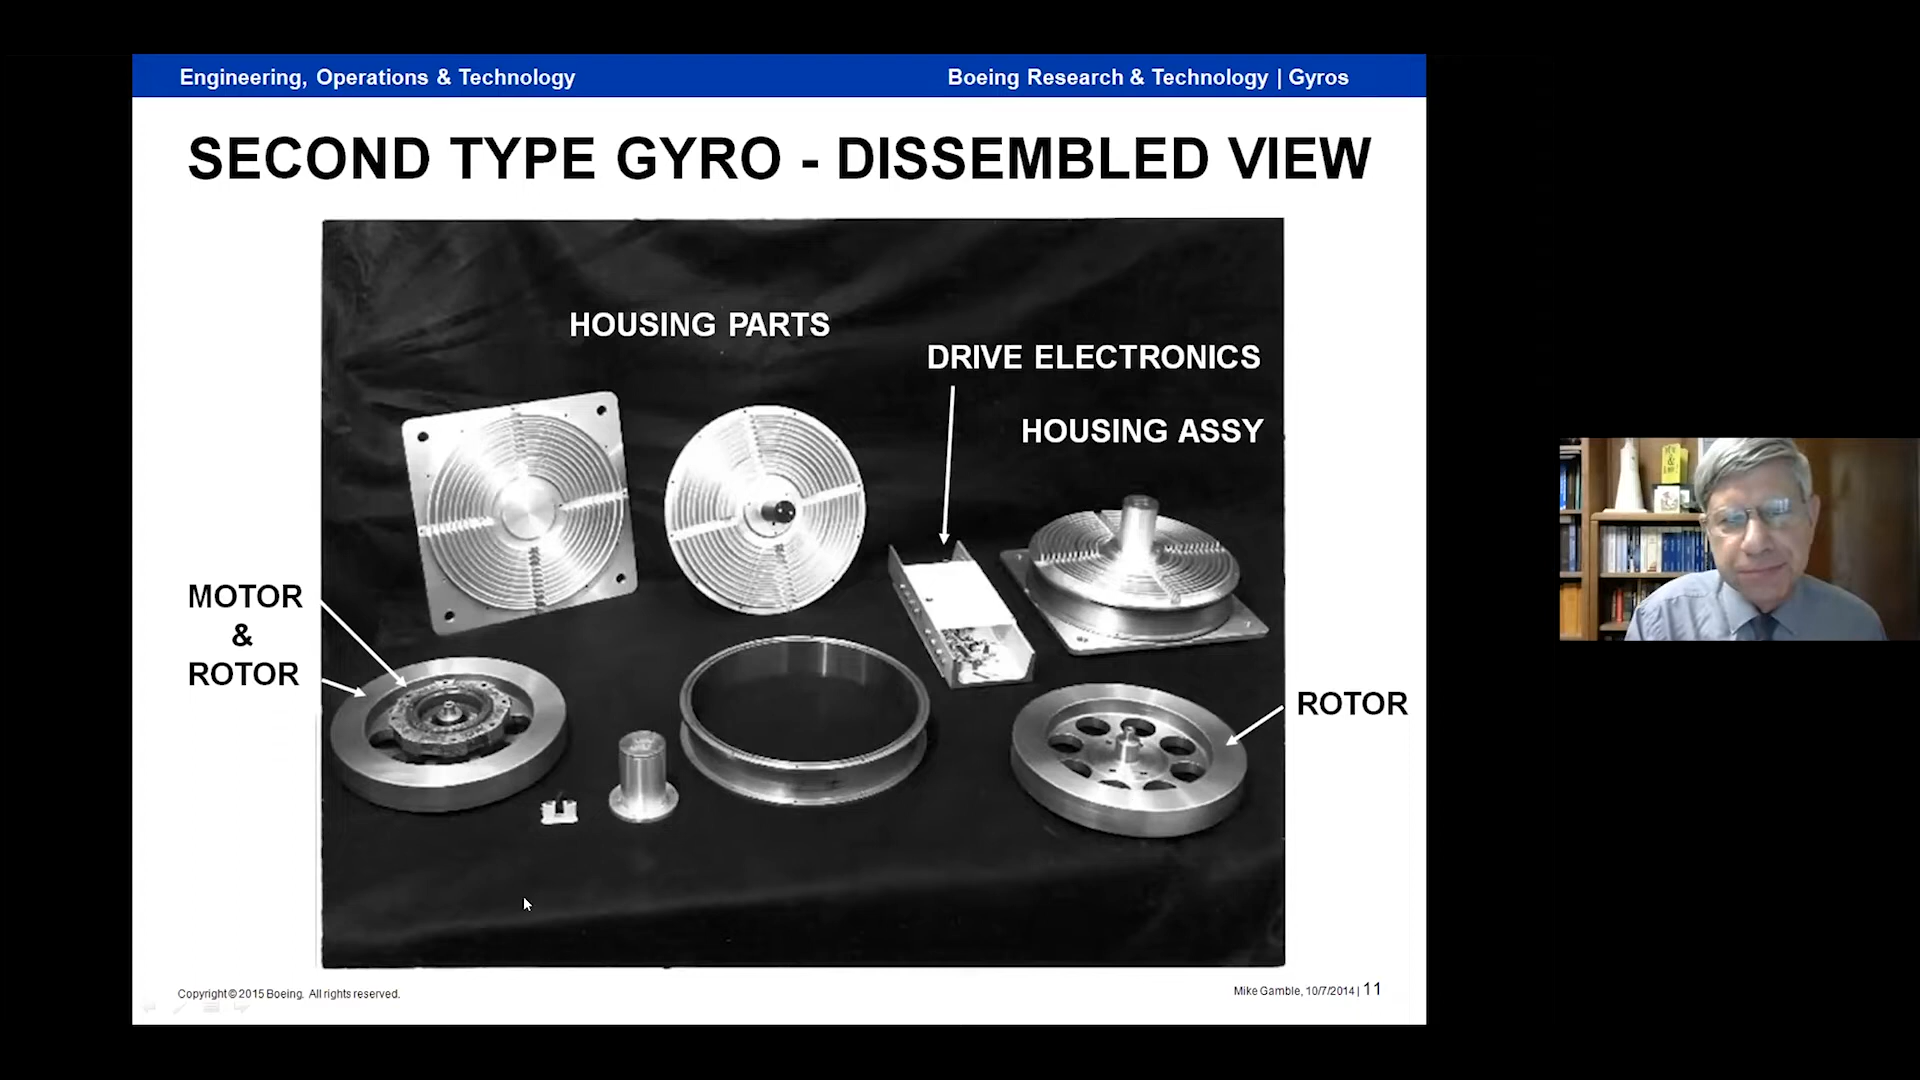 Engineering, Operations & Technology
Boeing Research & Technology | Gyros
SECOND TYPE GYRO - DISSEMBLED VIEW
HOUSING PARTS
DRIVE ELECTRONICS
HOUSING ASSY
MOTOR
&
ROTOR
ROTOR
Copyright © 2015 Boeing. All rights reserved.
Mike Gamble, 10/7/2014 | 11